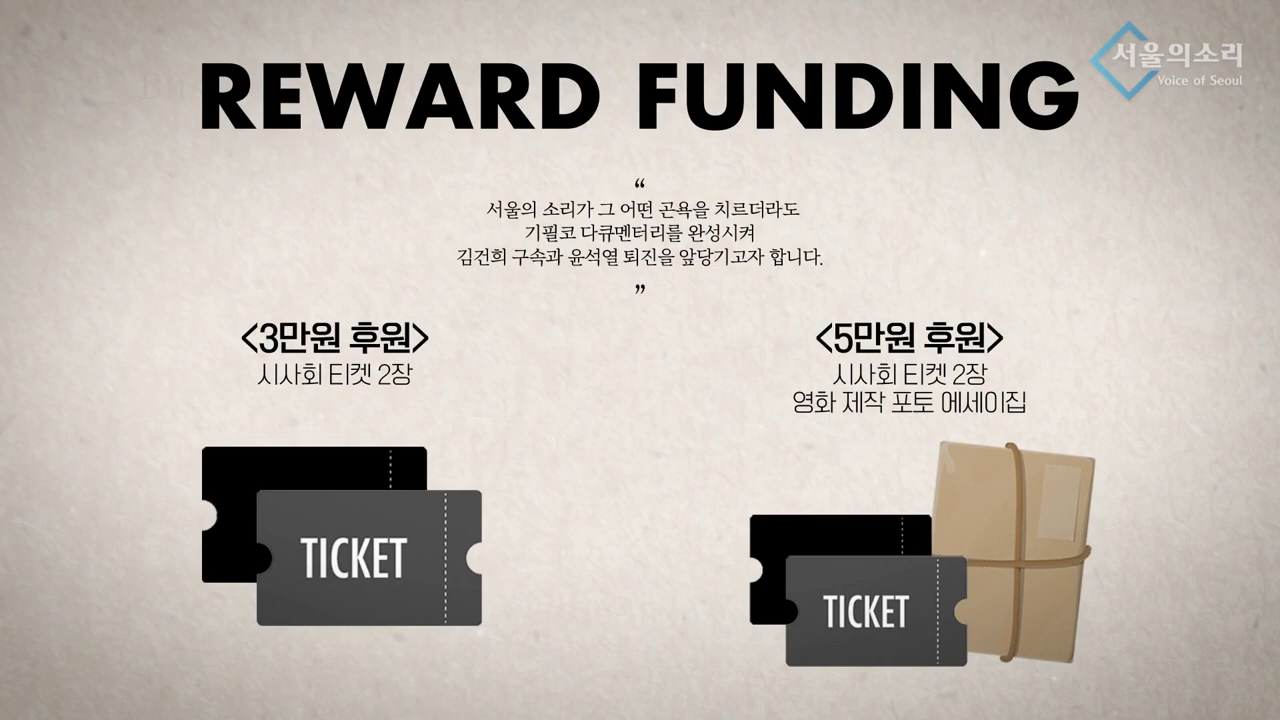 서울의소리
Voice of Seoul
REWARD FUNDING
“
서울의 소리가 그 어떤 곤욕을 치르더라도
기필코 다큐멘터리를 완성시켜
김건희 구속과 윤석열 퇴진을 앞당기고자 합니다.
”
<3만원 후원>
시사회 티켓 2장
TICKET
<5만원 후원>
시사회 티켓 2장
영화 제작 포토 에세이집
TICKET